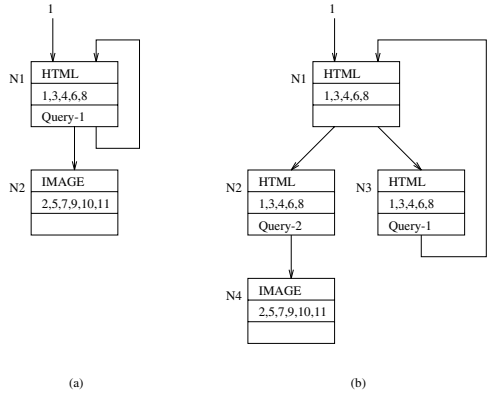 1
N1
HTML
1,3,4,6,8
Query-1
N2
IMAGE
2,5,7,9,10,11
(a)
1
N1
HTML
1,3,4,6,8
N2
HTML
1,3,4,6,8
Query-2
N3
HTML
1,3,4,6,8
Query-1
N4
IMAGE
2,5,7,9,10,11
(b)